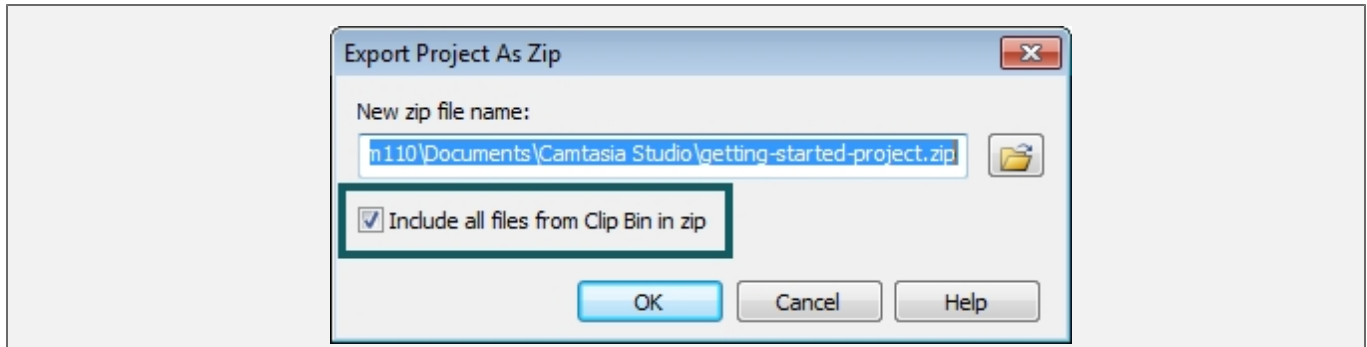 Export Project As Zip
New zip file name:
m110\Documents\Camtasia Studio\getting-started-project.zip
Include all files from Clip Bin in zip
OK Cancel Help